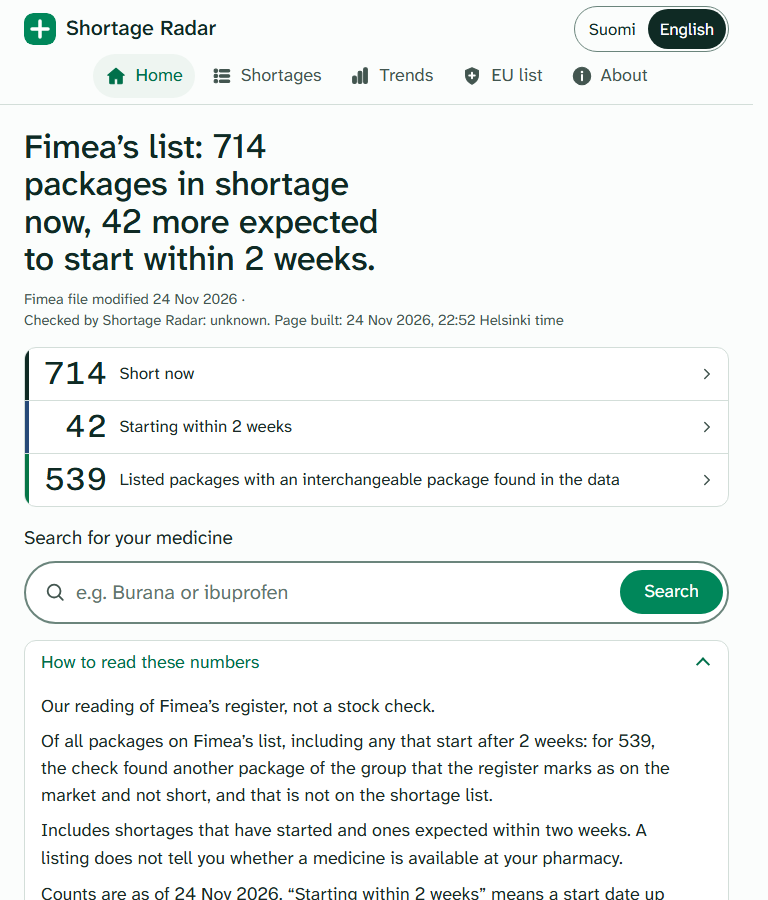 Shortage Radar
Suomi
English
Home
Shortages
Trends
EU list
About
Fimea’s list: 714
packages in shortage
now, 42 more expected
to start within 2 weeks.
Fimea file modified 24 Nov 2026 ·
Checked by Shortage Radar: unknown. Page built: 24 Nov 2026, 22:52 Helsinki time
714 Short now
42 Starting within 2 weeks
539 Listed packages with an interchangeable package found in the data
Search for your medicine
e.g. Burana or ibuprofen
Search
How to read these numbers
Our reading of Fimea’s register, not a stock check.
Of all packages on Fimea’s list, including any that start after 2 weeks: for 539,
the check found another package of the group that the register marks as on the
market and not short, and that is not on the shortage list.
Includes shortages that have started and ones expected within two weeks. A
listing does not tell you whether a medicine is available at your pharmacy.
Counts are as of 24 Nov 2026. “Starting within 2 weeks” means a start date up